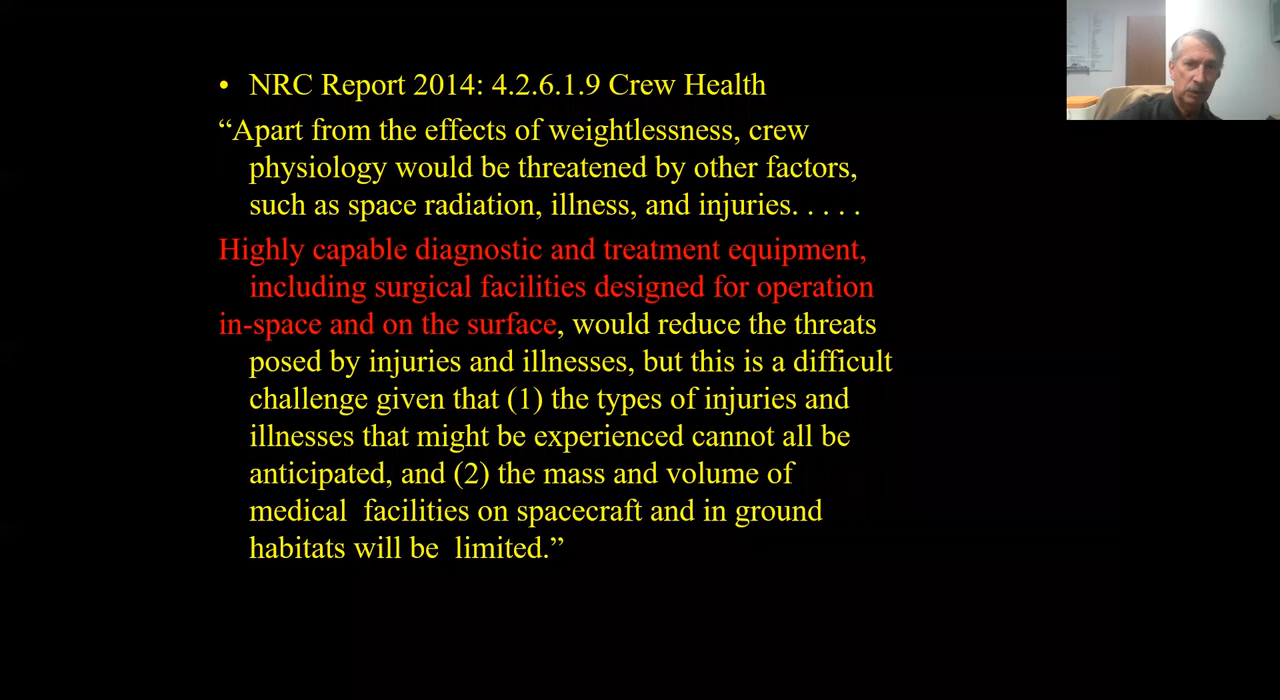 • NRC Report 2014: 4.2.6.1.9 Crew Health
“Apart from the effects of weightlessness, crew
physiology would be threatened by other factors,
such as space radiation, illness, and injuries. . . . .
Highly capable diagnostic and treatment equipment,
including surgical facilities designed for operation
in-space and on the surface, would reduce the threats
posed by injuries and illnesses, but this is a difficult
challenge given that (1) the types of injuries and
illnesses that might be experienced cannot all be
anticipated, and (2) the mass and volume of
medical  facilities on spacecraft and in ground
habitats will be  limited.”